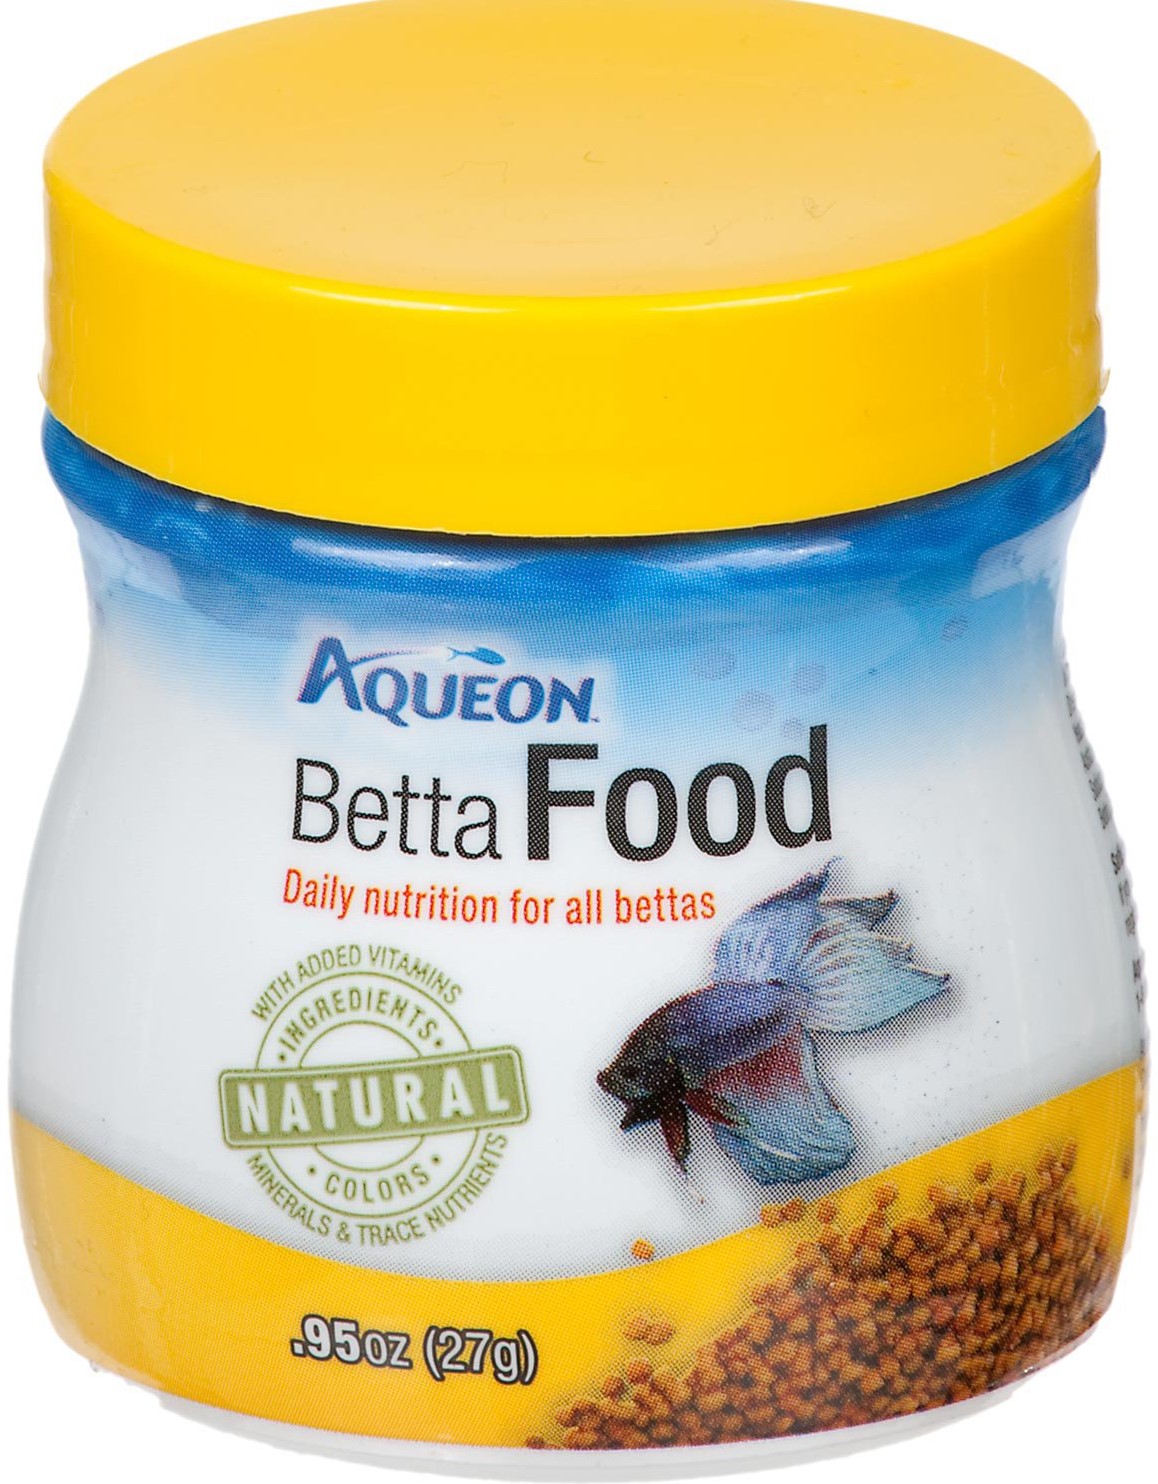 AQUEON
Betta Food
Daily nutrition for all bettas
WITH ADDED VITAMINS
• INGREDIENTS •
NATURAL
• COLORS •
MINERALS & TRACE NUTRIENTS
.95oz (27g)